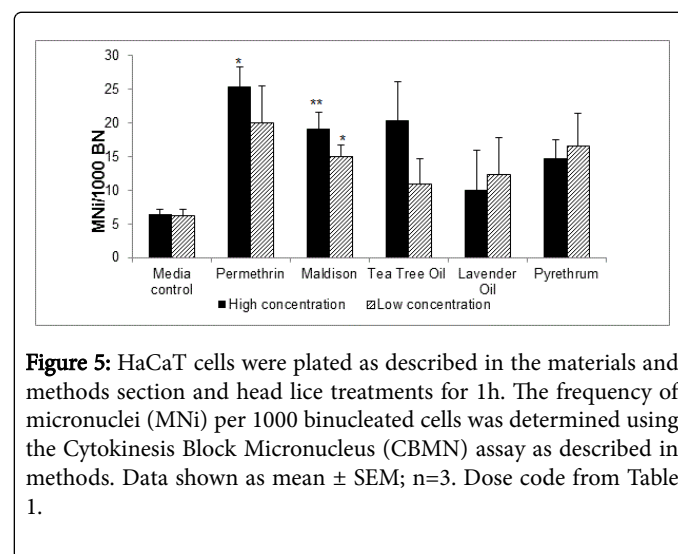 30
25
20
15
10
5
0
MNi/1000 BN
*
**
*
Media control
Permethrin
Maldison
Tea Tree Oil
Lavender Oil
Pyrethrum
High concentration
Low concentration
Figure 5: HaCaT cells were plated as described in the materials and
methods section and head lice treatments for 1h. The frequency of
micronuclei (MNi) per 1000 binucleated cells was determined using
the Cytokinesis Block Micronucleus (CBMN) assay as described in
methods. Data shown as mean ± SEM; n=3. Dose code from Table
1.